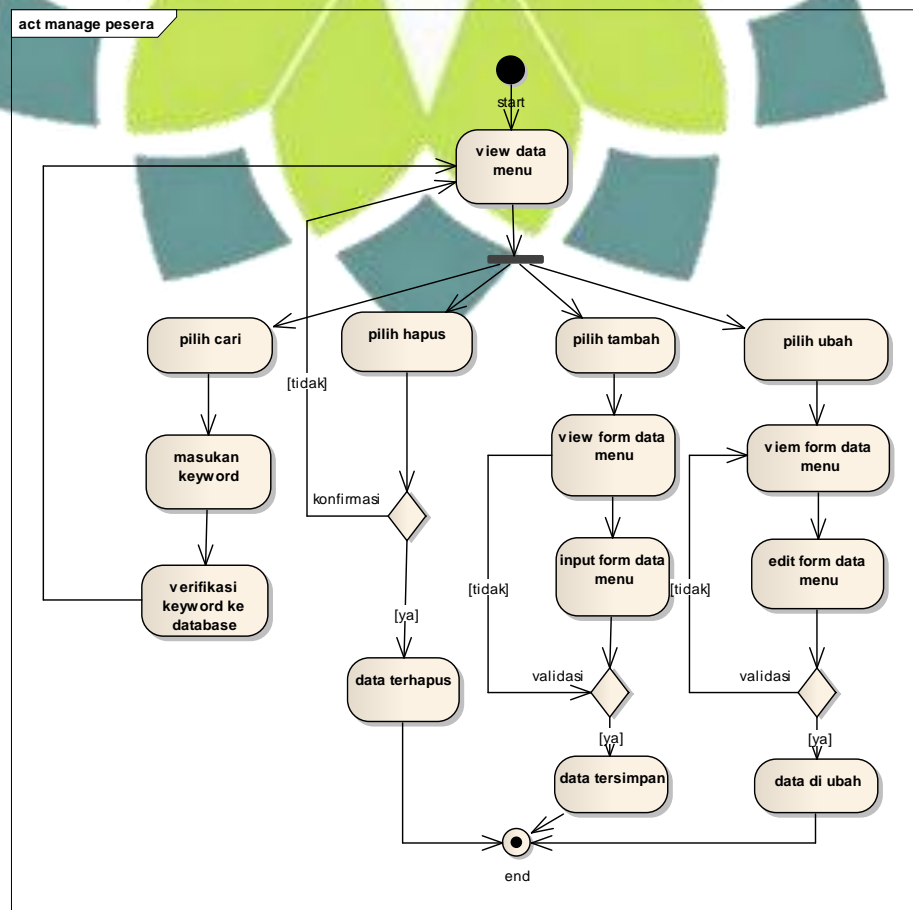 act manage pesera
start
view data
menu
pilih cari
pilih hapus
pilih tambah
pilih ubah
[tidak]
masukan
keyword
view form data
menu
viem form data
menu
konfirmasi
verifikasi
keyword ke
database
input form data
menu
edit form data
menu
[tidak]
[tidak]
[ya]
data terhapus
validasi
validasi
[ya]
[ya]
data tersimpan
data di ubah
end